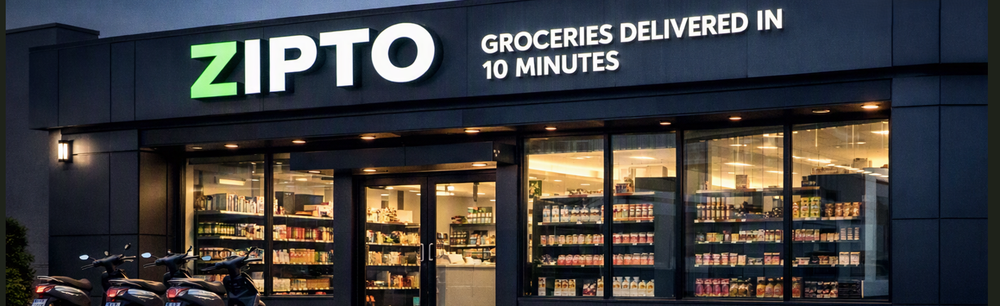 ZIPTO
GROCERIES DELIVERED IN
10 MINUTES